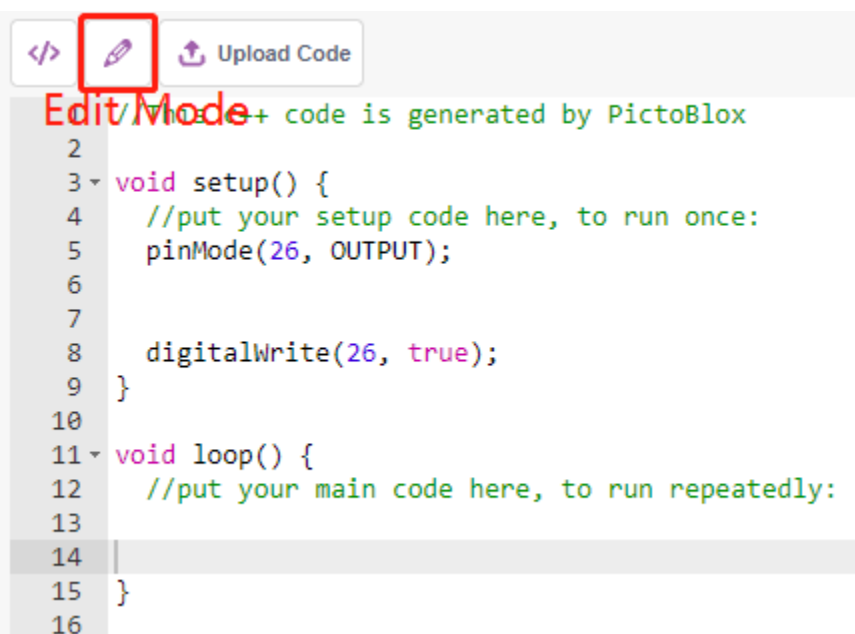 </> Upload Code
Edit Mode
1 //This c++ code is generated by PictoBlox
2
3 void setup() {
4 //put your setup code here, to run once:
5 pinMode(26, OUTPUT);
6
7
8 digitalWrite(26, true);
9 }
10
11 void loop() {
12 //put your main code here, to run repeatedly:
13
14
15 }
16